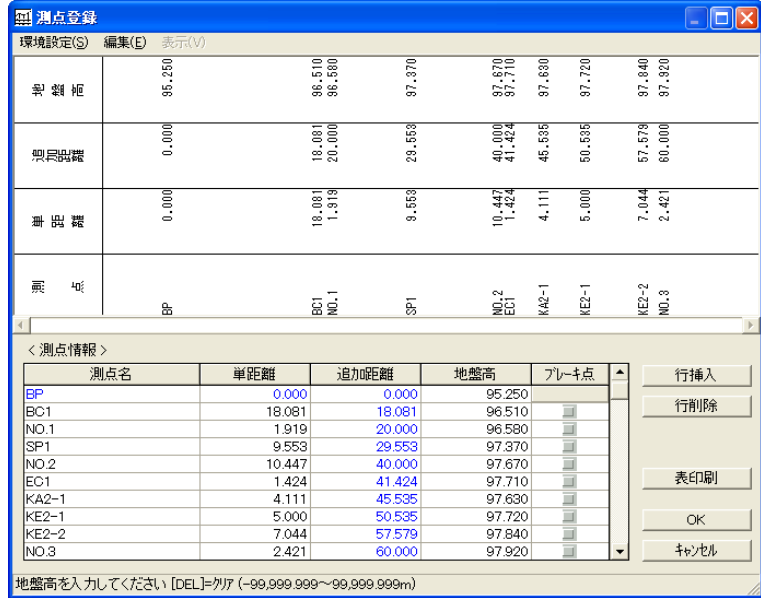 測点登録
環境設定(S) 編集(E) 表示(V)
地盤高 95.250 96.510 96.580 97.370 97.670 97.710 97.630 97.720 97.840 97.920
追加距離 0.000 18.081 20.000 29.553 40.000 41.424 45.535 50.535 57.579 60.000
単距離 0.000 18.081 1.919 9.553 10.447 1.424 4.111 5.000 7.044 2.421
測点 BP BC1 NO.1 SP1 NO.2 EC1 KA2-1 KE2-1 KE2-2 NO.3
<測点情報>
測点名 単距離 追加距離 地盤高 ブレーキ点 行挿入
BP 0.000 0.000 95.250
BC1 18.081 18.081 96.510 行削除
NO.1 1.919 20.000 96.580
SP1 9.553 29.553 97.370
NO.2 10.447 40.000 97.670
EC1 1.424 41.424 97.710 表印刷
KA2-1 4.111 45.535 97.630
KE2-1 5.000 50.535 97.720 OK
KE2-2 7.044 57.579 97.840
NO.3 2.421 60.000 97.920 キャンセル
地盤高を入力してください [DEL]=クリア (-99,999.999～99,999.999m)